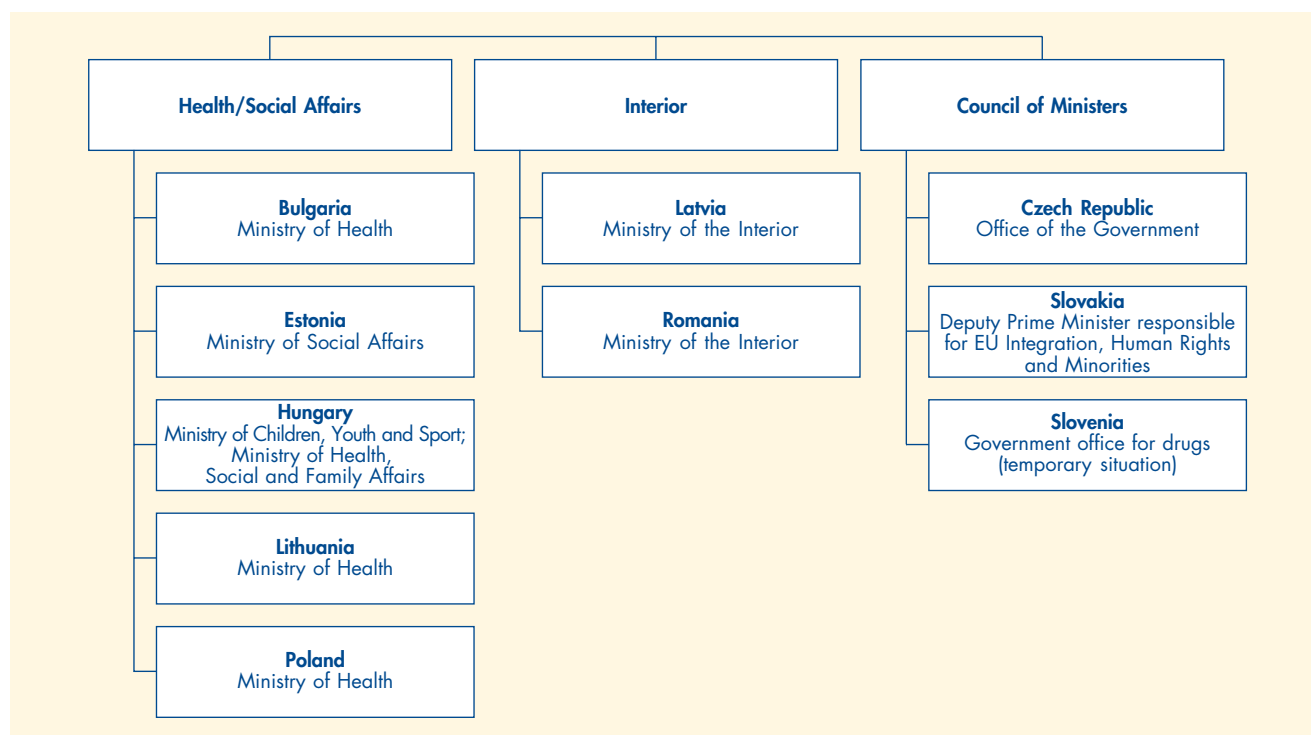 Health/Social Affairs
Bulgaria
Ministry of Health
Estonia
Ministry of Social Affairs
Hungary
Ministry of Children, Youth and Sport;
Ministry of Health,
Social and Family Affairs
Lithuania
Ministry of Health
Poland
Ministry of Health
Interior
Latvia
Ministry of the Interior
Romania
Ministry of the Interior
Council of Ministers
Czech Republic
Office of the Government
Slovakia
Deputy Prime Minister responsible
for EU Integration, Human Rights
and Minorities
Slovenia
Government office for drugs
(temporary situation)